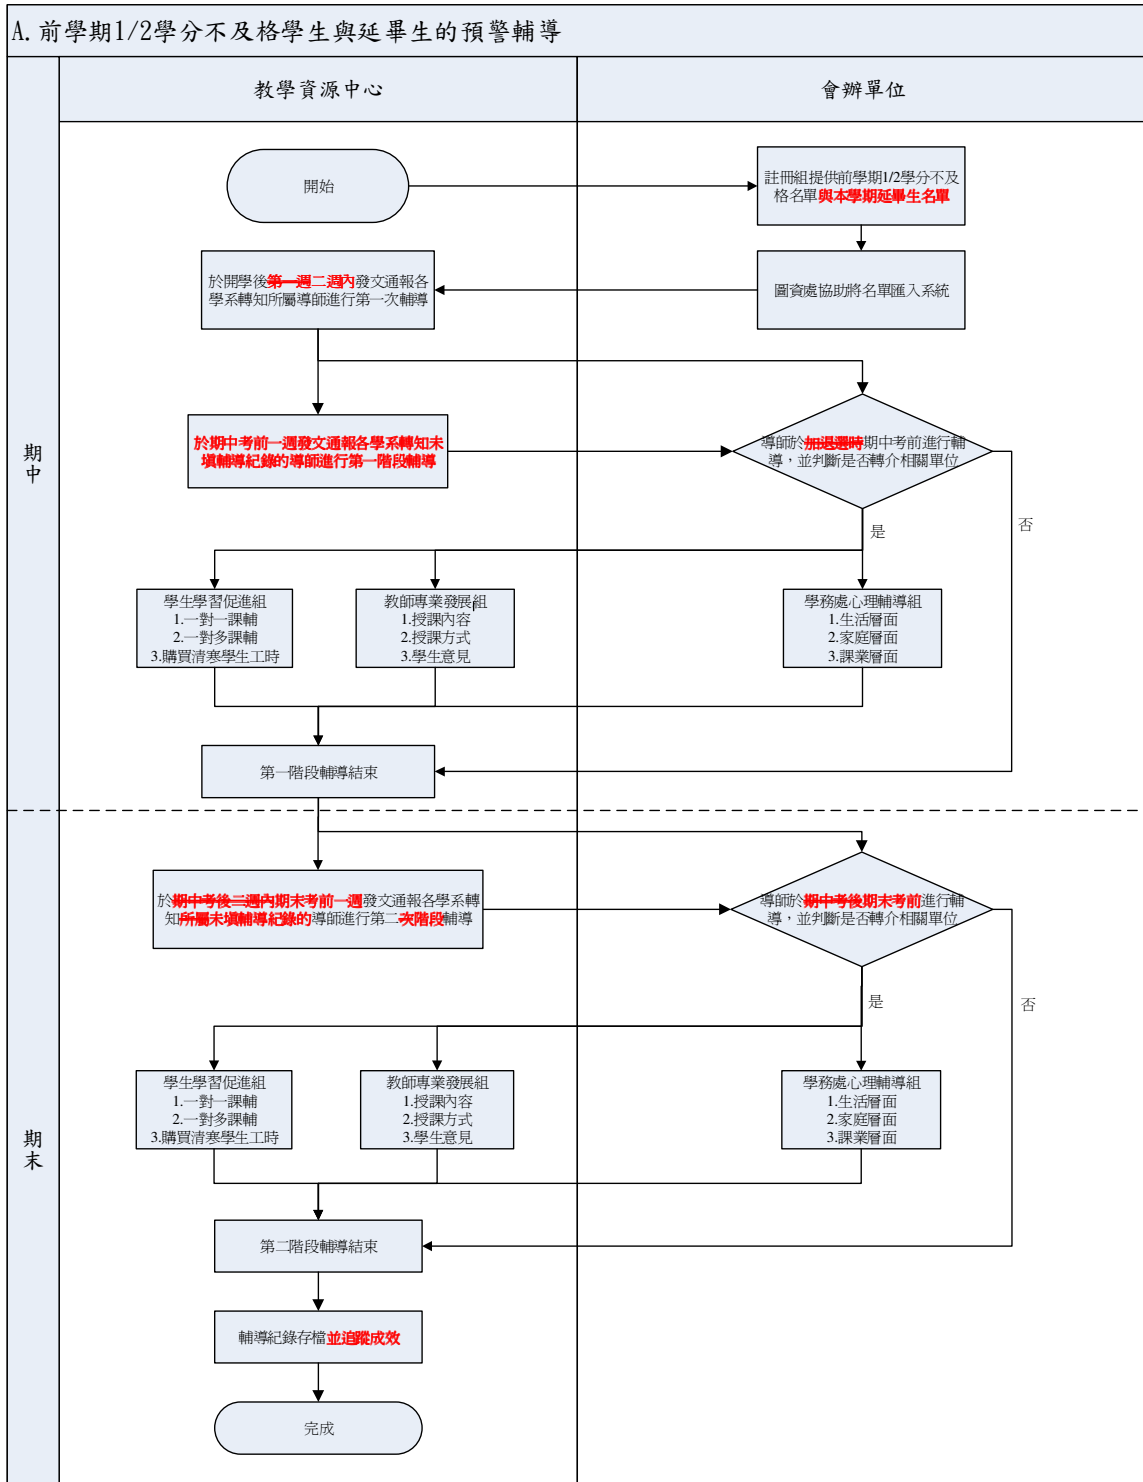 A.前學期1/2學分不及格學生與延畢生的預警輔導
教學資源中心
會辦單位
期中
開始
註冊組提供前學期1/2學分不及
格名單與本學期延畢生名單
於開學後第一週二週內發文通報各
學系轉知所屬導師進行第一次輔導
圖資處協助將名單匯入系統
於期中考前一週發文通報各學系轉知未
填輔導紀錄的導師進行第一階段輔導
導師於加退選時期中考前進行輔
導，並判斷是否轉介相關單位
是
否
學生學習促進組
1.一對一課輔
2.一對多課輔
3.購買清寒學生工時
教師專業發展組
1.授課內容
2.授課方式
3.學生意見
學務處心理輔導組
1.生活層面
2.家庭層面
3.課業層面
第一階段輔導結束
期末
於期中考後二週內期末考前一週發文通報各學系轉
知所屬未填輔導紀錄的導師進行第二次階段輔導
導師於期中考後期末考前進行輔
導，並判斷是否轉介相關單位
是
否
學生學習促進組
1.一對一課輔
2.一對多課輔
3.購買清寒學生工時
教師專業發展組
1.授課內容
2.授課方式
3.學生意見
學務處心理輔導組
1.生活層面
2.家庭層面
3.課業層面
第二階段輔導結束
輔導紀錄存檔並追蹤成效
完成